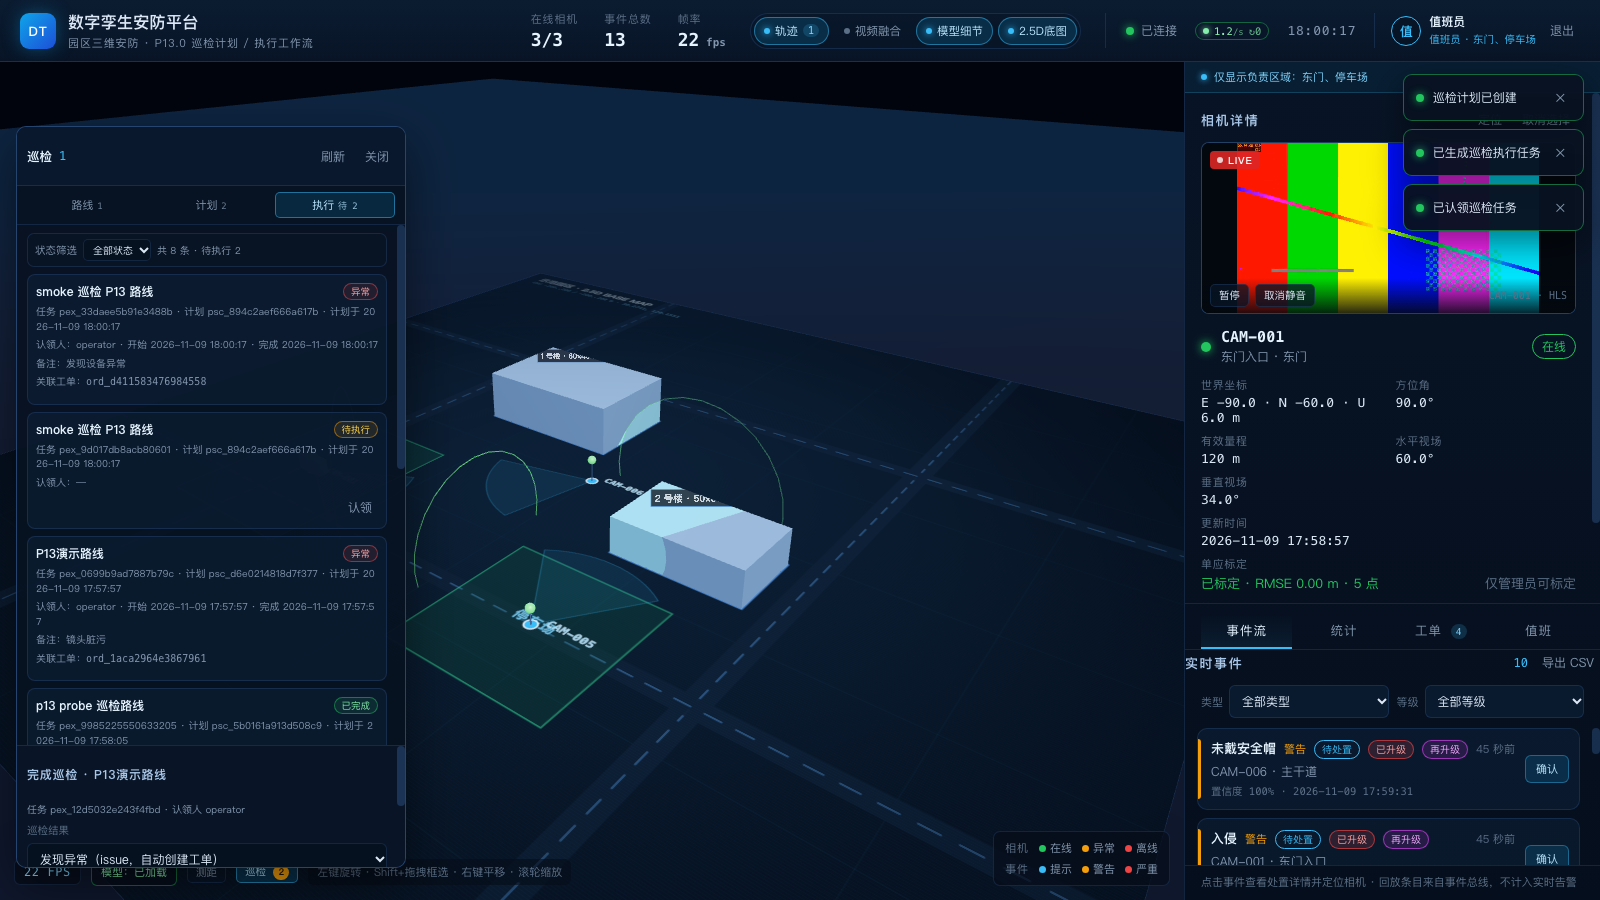 DT
数字孪生安防平台
园区三维安防 · P13.0 巡检计划 / 执行工作流
在线相机
3/3
事件总数
13
帧率
22 fps
轨迹 1
视频融合
模型细节
2.5D底图
已连接
1.2/s ↻0
18:00:17
值
值班员
值班员 · 东门、停车场
退出
巡检 1
刷新
关闭
路线 1
计划 2
执行 待 2
状态筛选
全部状态
共 8 条 · 待执行 2
smoke 巡检 P13 路线
异常
任务 pex_33daee5b91e3488b · 计划 psc_894c2aef666a617b · 计划于 20
26-11-09 18:00:17
认领人: operator · 开始 2026-11-09 18:00:17 · 完成 2026-11-09 18:00:17
备注: 发现设备异常
关联工单: ord_d411583476984558
smoke 巡检 P13 路线
待执行
任务 pex_9d017db8acb80601 · 计划 psc_894c2aef666a617b · 计划于 20
26-11-09 18:00:17
认领人: —
认领
P13演示路线
异常
任务 pex_0699b9ad7887b79c · 计划 psc_d6e0214818d7f377 · 计划于 20
26-11-09 17:57:57
认领人: operator · 开始 2026-11-09 17:57:57 · 完成 2026-11-09 17:57:5
7
备注: 镜头脏污
关联工单: ord_1aca2964e3867961
p13 probe 巡检路线
已完成
任务 pex_9985225550633205 · 计划 psc_5b0161a913d508c9 · 计划于 2
026-11-09 17:58:05
完成巡检 · P13演示路线
任务 pex_12d5032e243f4fbd · 认领人 operator
巡检结果
发现异常（issue，自动创建工单）
22 FPS
模型: 已加载
测距
巡检 2
左键旋转 · Shift+拖拽框选 · 右键平移 · 滚轮缩放
2.5D BASE MAP
1 号楼 · 60x40
CAM-006
2 号楼 · 50x
停车场
CAM-005
相机 在线 异常 离线
事件 提示 警告 严重
仅显示负责区域: 东门、停车场
巡检计划已创建 ×
已生成巡检执行任务 ×
已认领巡检任务 ×
相机详情
LIVE
暂停
取消静音
HLS
CAM-001
东门入口 · 东门
在线
世界坐标
E -90.0 · N -60.0 · U
6.0 m
方位角
90.0°
有效量程
120 m
水平视场
60.0°
垂直视场
34.0°
更新时间
2026-11-09 17:58:57
单应标定
已标定 · RMSE 0.00 m · 5 点
仅管理员可标定
事件流
统计
工单 4
值班
实时事件
10
导出 CSV
类型
全部类型
等级
全部等级
未戴安全帽 警告 待处置 已升级 再升级 45 秒前
CAM-006 · 主干道
置信度 100% · 2026-11-09 17:59:31
确认
入侵 警告 待处置 已升级 再升级 45 秒前
CAM-001 · 东门入口
确认
点击事件查看处置详情并定位相机 · 回放条目来自事件总线，不计入实时告警